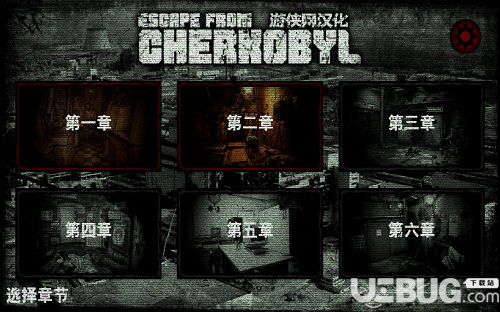 ESCAPE FROM 游侠网汉化
CHERNOBYL
第一章
第二章
第三章
第四章
第五章
第六章
选择章节
下载站
UEBUG.com